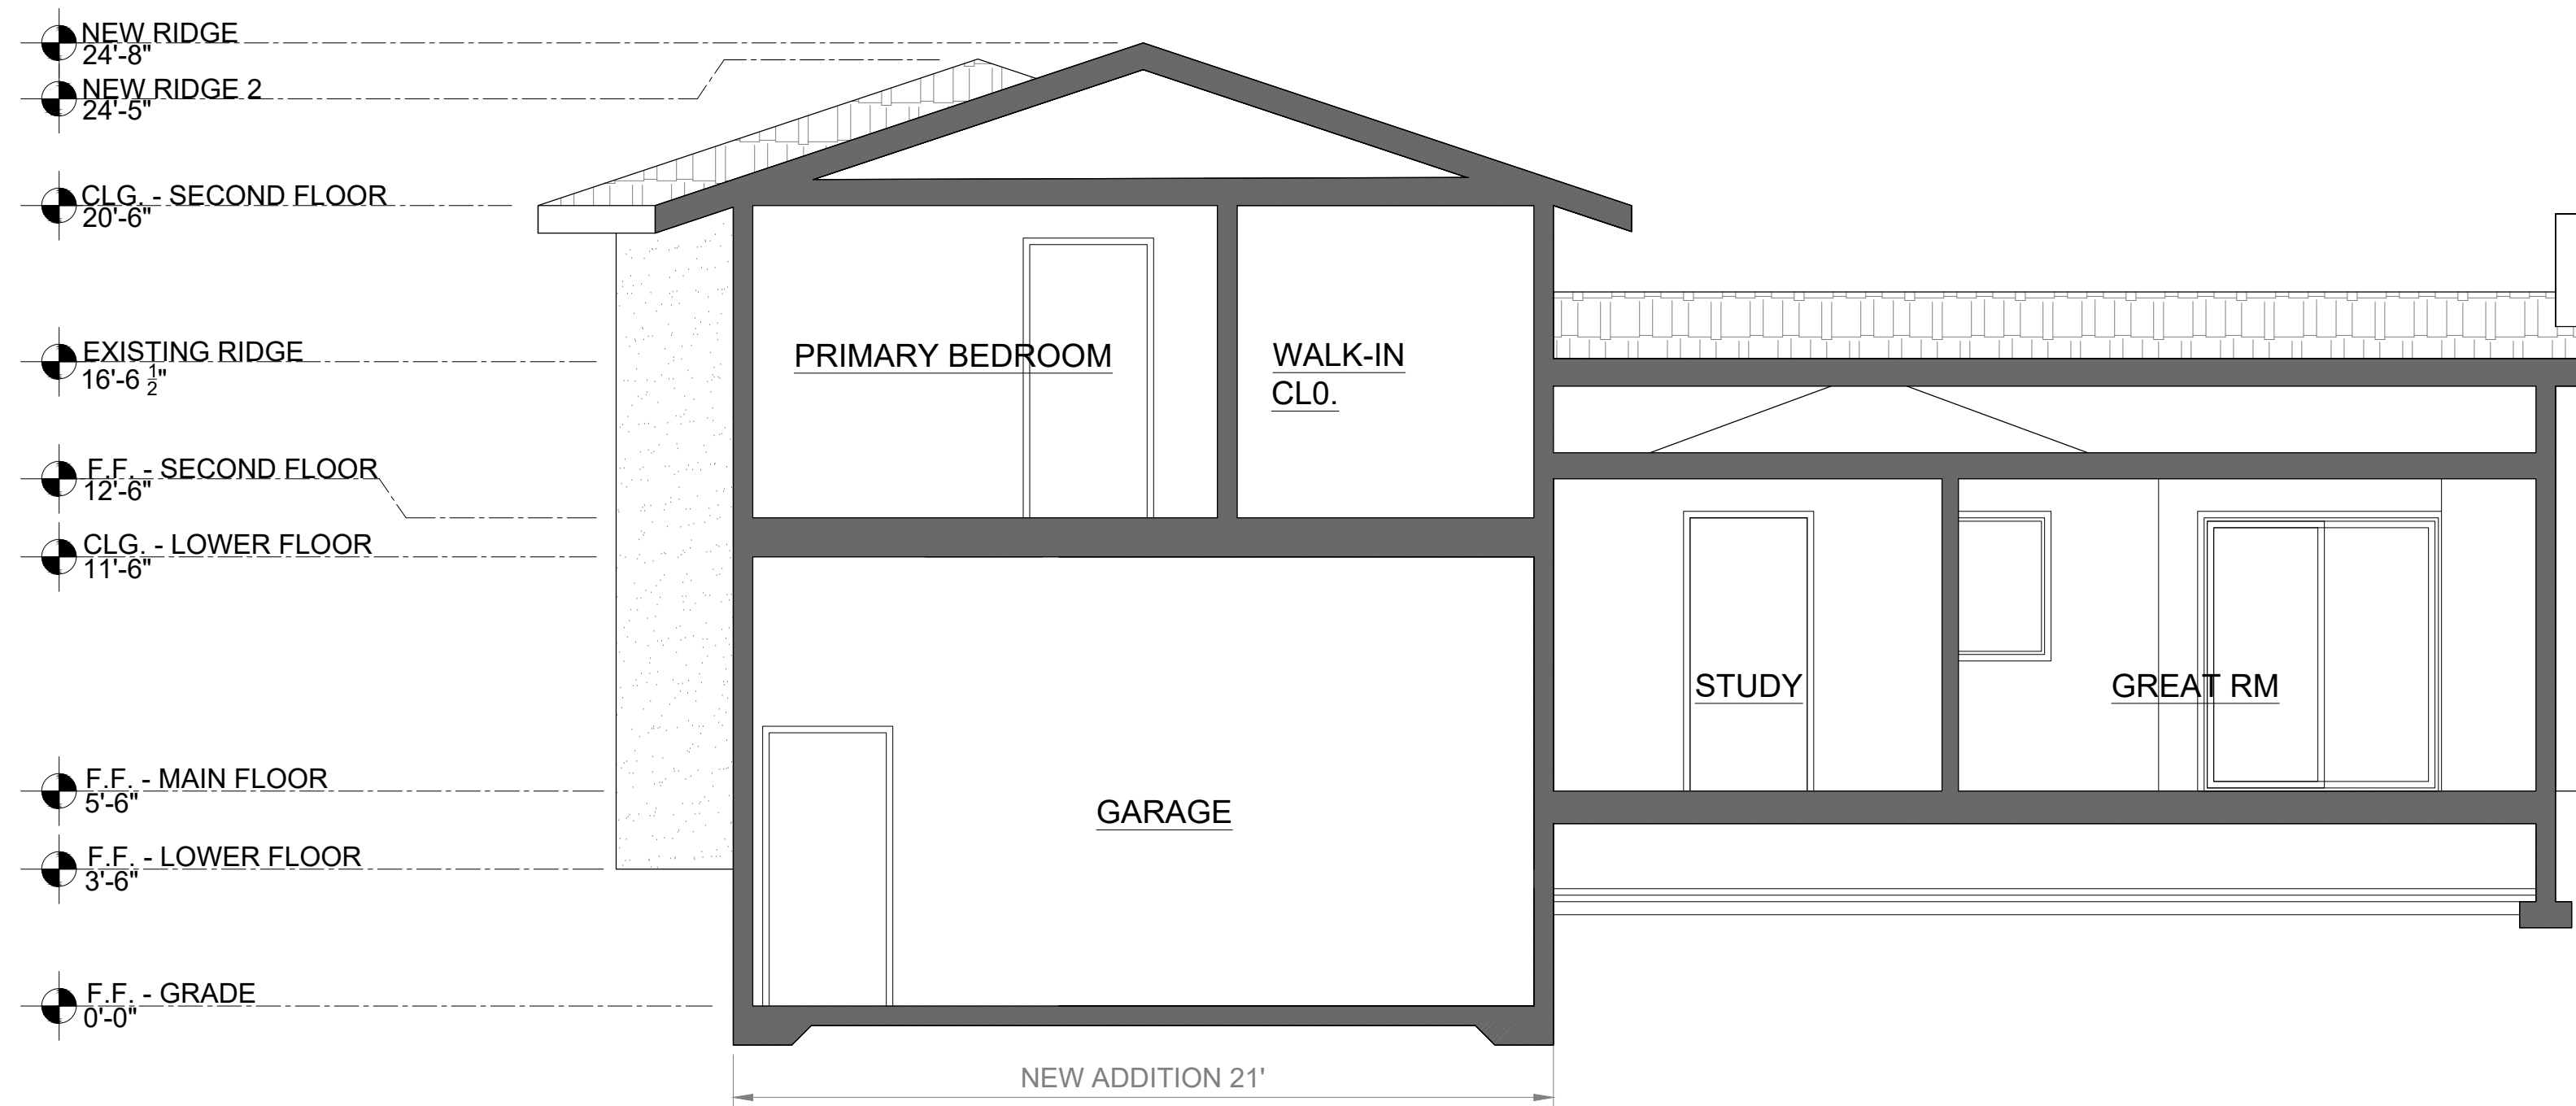 NEW RIDGE
24'-8"
NEW RIDGE 2
24'-5"
CLG. - SECOND FLOOR
20'-6"
EXISTING RIDGE
16'-6 1/2"
F.F. - SECOND FLOOR
12'-6"
CLG. - LOWER FLOOR
11'-6"
F.F. - MAIN FLOOR
5'-6"
F.F. - LOWER FLOOR
3'-6"
F.F. - GRADE
0'-0"
PRIMARY BEDROOM
WALK-IN
CL0.
STUDY
GREAT RM
GARAGE
NEW ADDITION 21'